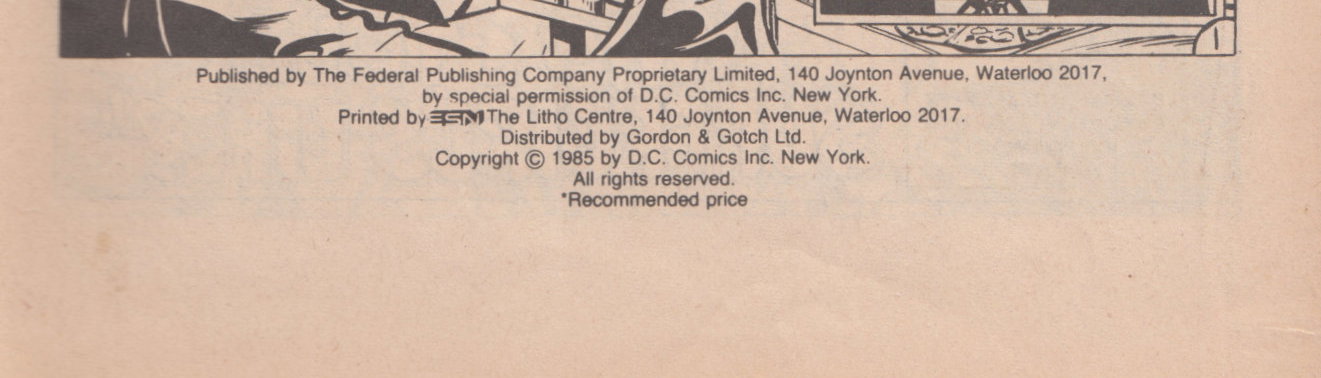 Published by The Federal Publishing Company Proprietary Limited, 140 Joynton Avenue, Waterloo 2017,
by special permission of D.C. Comics Inc. New York.
Printed by ESN The Litho Centre, 140 Joynton Avenue, Waterloo 2017.
Distributed by Gordon & Gotch Ltd.
Copyright © 1985 by D.C. Comics Inc. New York.
All rights reserved.
*Recommended price